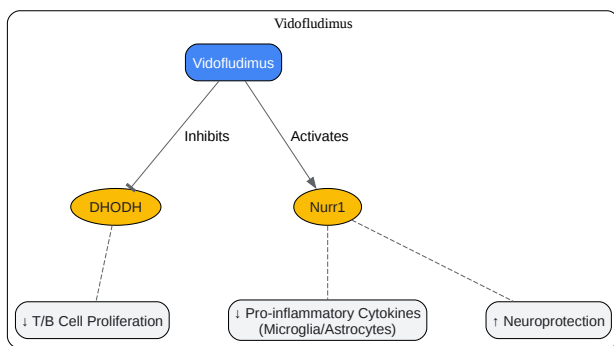 Vidofludimus
Vidofludimus
Inhibits
Activates
DHODH
Nurr1
↓ T/B Cell Proliferation
↓ Pro-inflammatory Cytokines
(Microglia/Astrocytes)
↑ Neuroprotection